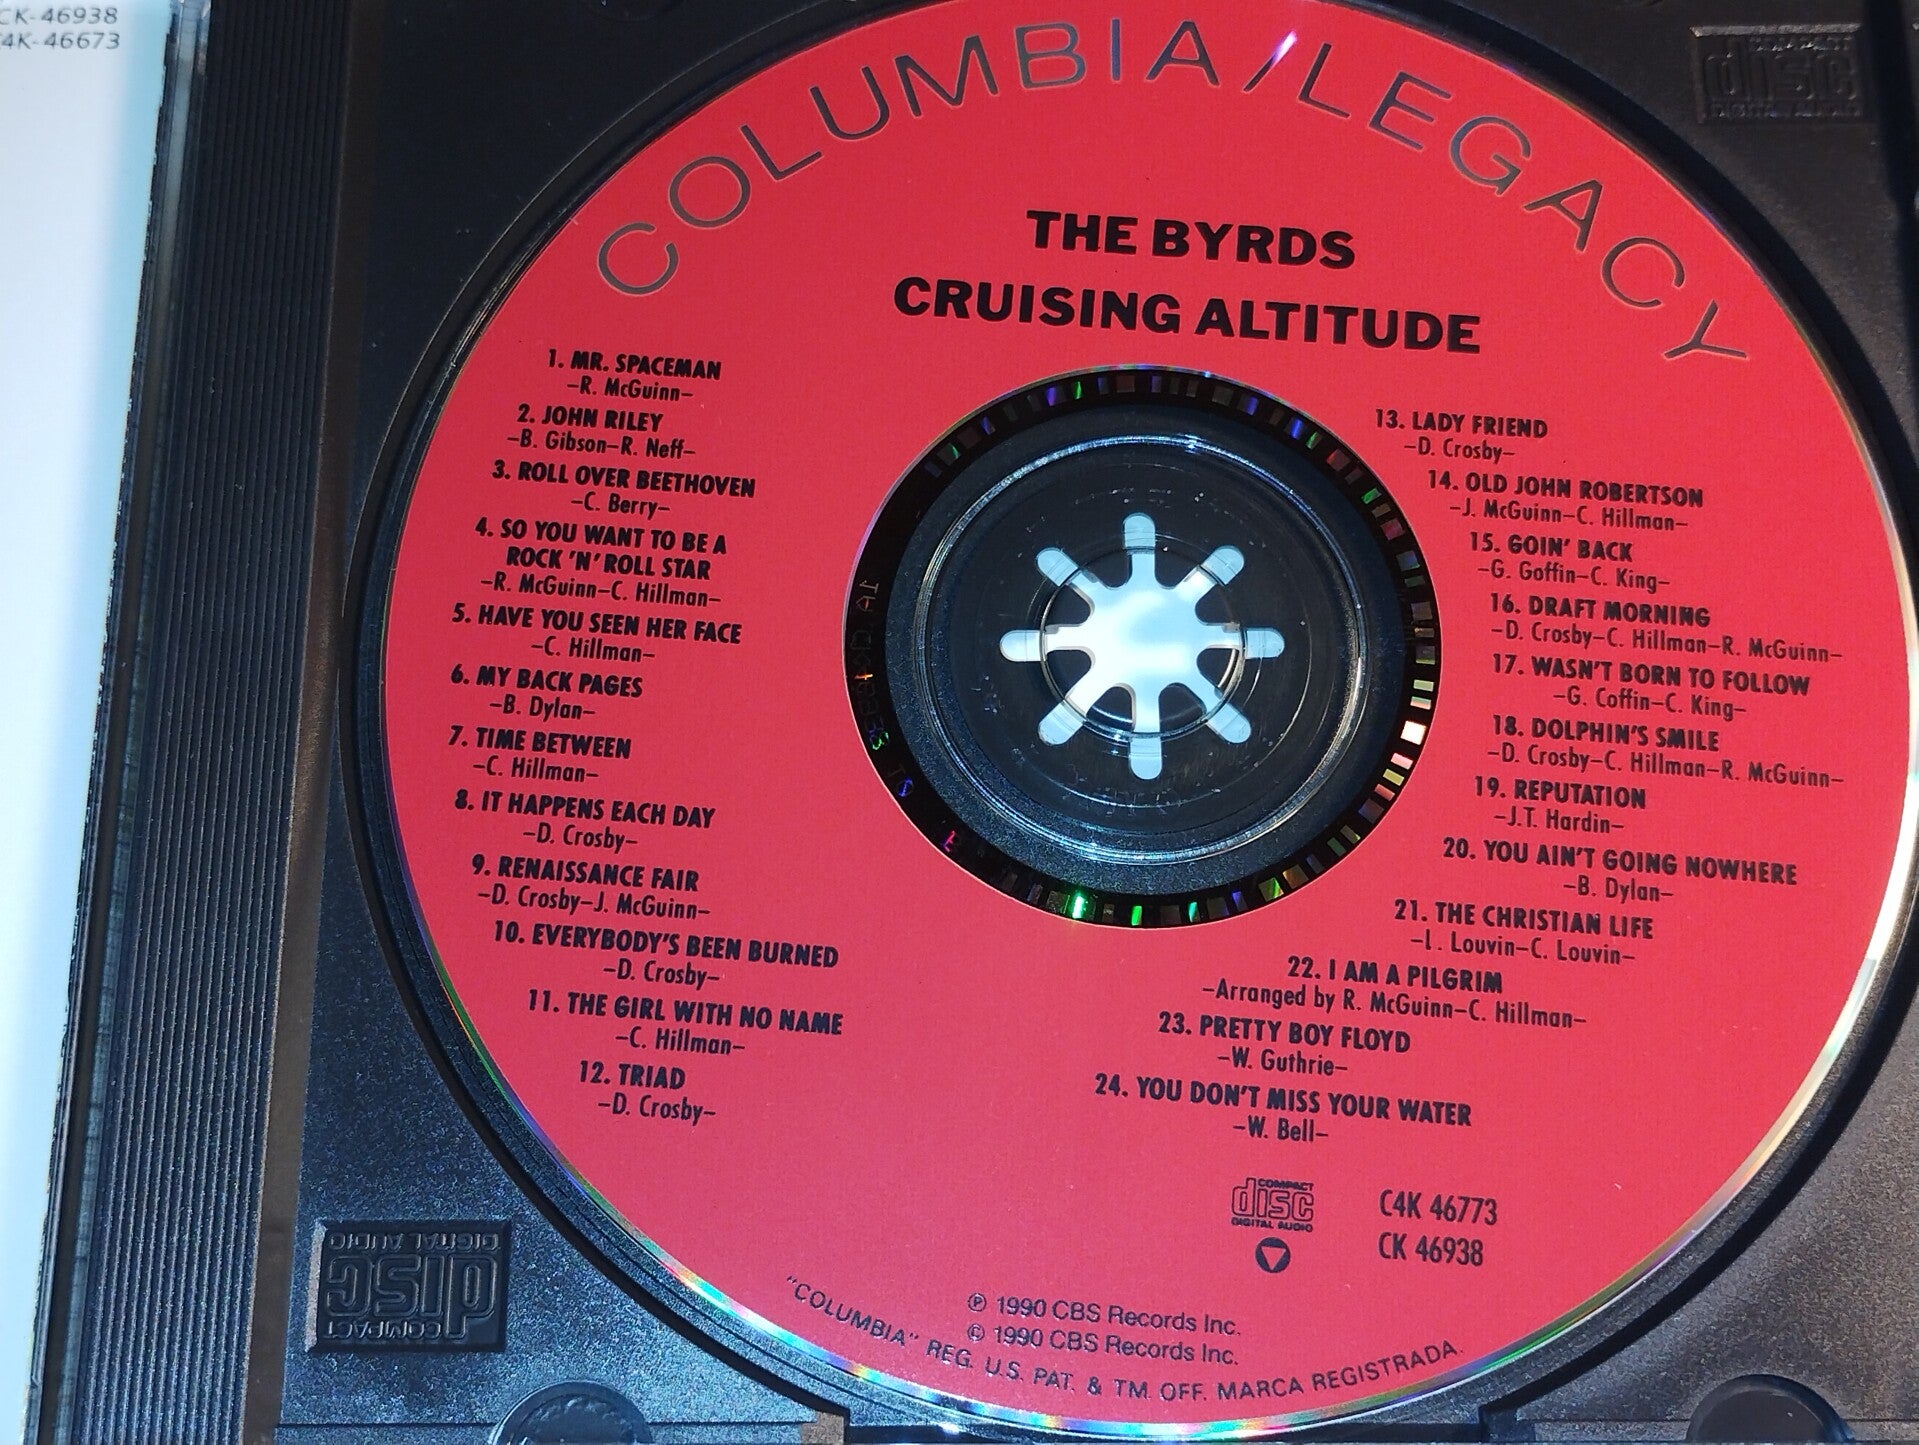 CK-46938
4K-46673
COLUMBIA/LEGACY
THE BYRDS
CRUISING ALTITUDE
1. MR. SPACEMAN
–R. McGuinn–
2. JOHN RILEY
–B. Gibson–R. Neff–
3. ROLL OVER BEETHOVEN
–C. Berry–
4. SO YOU WANT TO BE A
ROCK 'N' ROLL STAR
–R. McGuinn–C. Hillman–
5. HAVE YOU SEEN HER FACE
–C. Hillman–
6. MY BACK PAGES
–B. Dylan–
7. TIME BETWEEN
–C. Hillman–
8. IT HAPPENS EACH DAY
–D. Crosby–
9. RENAISSANCE FAIR
–D. Crosby–J. McGuinn–
10. EVERYBODY'S BEEN BURNED
–D. Crosby–
11. THE GIRL WITH NO NAME
–C. Hillman–
12. TRIAD
–D. Crosby–
13. LADY FRIEND
–D. Crosby–
14. OLD JOHN ROBERTSON
–J. McGuinn–C. Hillman–
15. GOIN' BACK
–G. Goffin–C. King–
16. DRAFT MORNING
–D. Crosby–C. Hillman–R. McGuinn–
17. WASN'T BORN TO FOLLOW
–G. Coffin–C. King–
18. DOLPHIN'S SMILE
–D. Crosby–C. Hillman–R. McGuinn–
19. REPUTATION
–J.T. Hardin–
20. YOU AIN'T GOING NOWHERE
–B. Dylan–
21. THE CHRISTIAN LIFE
–I. Louvin–C. Louvin–
22. I AM A PILGRIM
–Arranged by R. McGuinn–C. Hillman–
23. PRETTY BOY FLOYD
–W. Guthrie–
24. YOU DON'T MISS YOUR WATER
–W. Bell–
COMPACT
disc
DIGITAL AUDIO
C4K 46773
CK 46938
℗ 1990 CBS Records Inc.
© 1990 CBS Records Inc.
"COLUMBIA" REG. U.S. PAT. & TM. OFF. MARCA REGISTRADA.
COMPACT
disc
DIGITAL AUDIO
COMPACT
disc
DIGITAL AUDIO